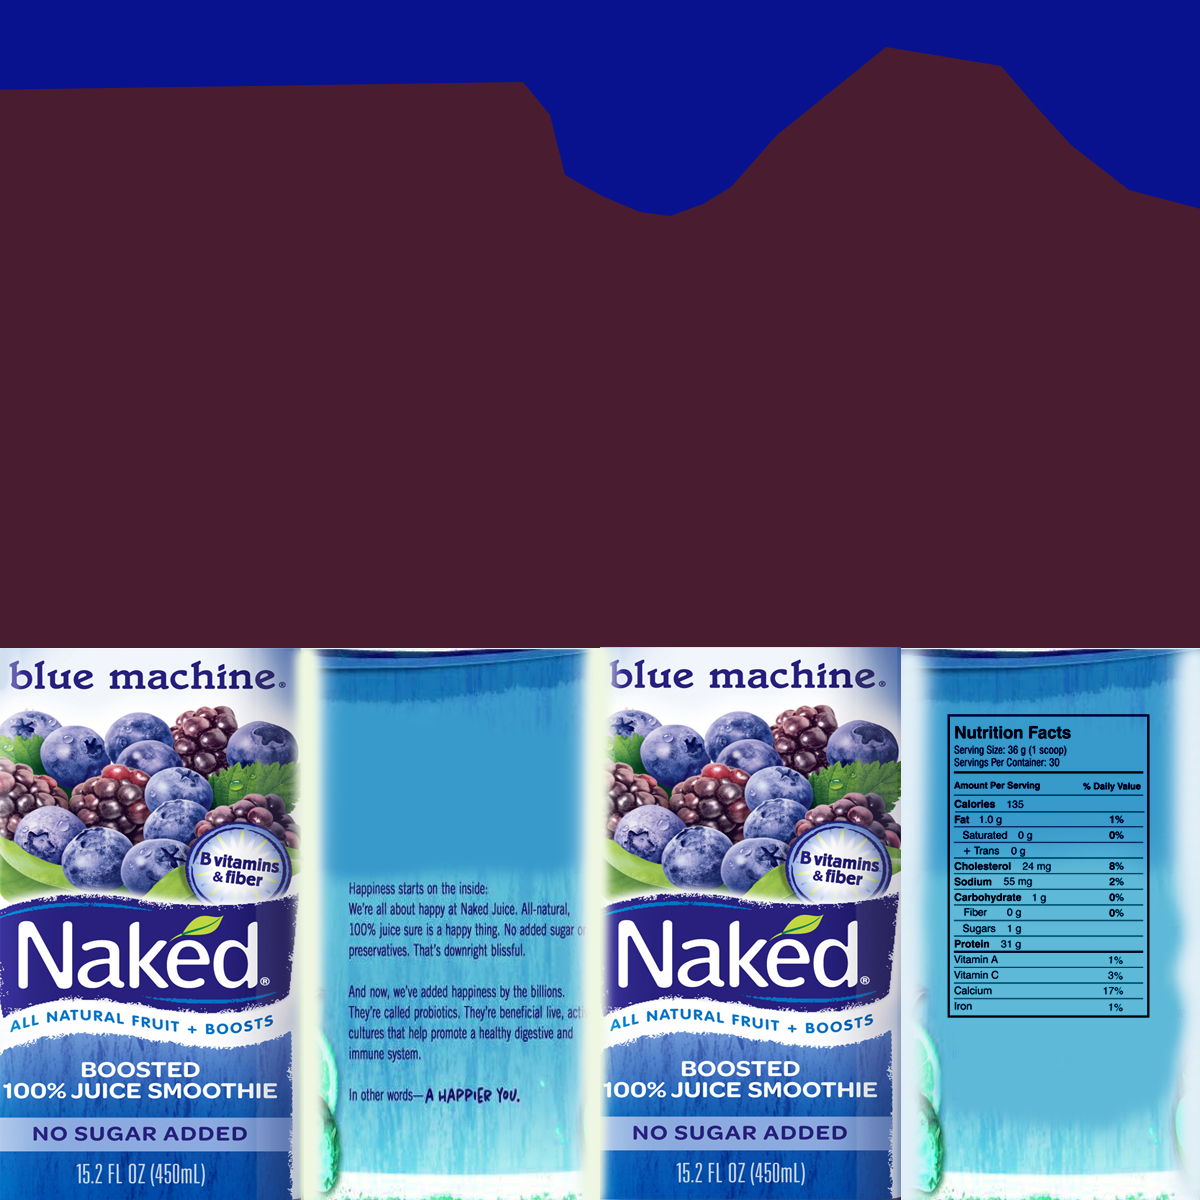 blue machine®
B vitamins
& fiber
Naked®
ALL NATURAL FRUIT + BOOSTS
BOOSTED
100% JUICE SMOOTHIE
NO SUGAR ADDED
15.2 FL OZ (450mL)
Happiness starts on the inside:
We're all about happy at Naked Juice. All-natural,
100% juice sure is a happy thing. No added sugar or
preservatives. That's downright blissful.
And now, we've added happiness by the billions.
They're called probiotics. They're beneficial live,
cultures that help promote a healthy digestive and
immune system.
In other words—A HAPPIER YOU.
blue machine®
B vitamins
& fiber
Naked®
ALL NATURAL FRUIT + BOOSTS
BOOSTED
100% JUICE SMOOTHIE
NO SUGAR ADDED
15.2 FL OZ (450mL)
Nutrition Facts
Serving Size: 36 g (1 scoop)
Servings Per Container: 30
Amount Per Serving % Daily Value
Calories 135
Fat 1.0 g 1%
Saturated 0 g 0%
+ Trans 0 g
Cholesterol 24 mg 8%
Sodium 55 mg 2%
Carbohydrate 1 g 0%
Fiber 0 g 0%
Sugars 1 g
Protein 31 g
Vitamin A 1%
Vitamin C 3%
Calcium 17%
Iron 1%